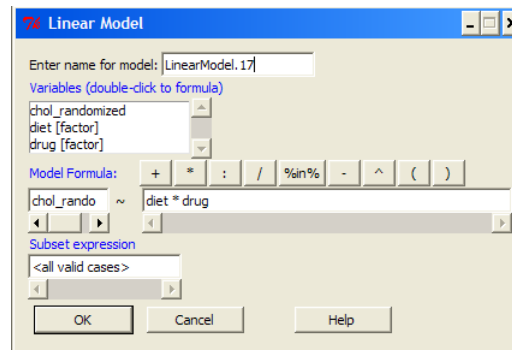 Linear Model
Enter name for model: LinearModel.17
Variables (double-click to formula)
chol_randomized
diet [factor]
drug [factor]
Model Formula: + * : / %in% - ^ ( )
chol_rando ~ diet * drug
Subset expression
<all valid cases>
OK Cancel Help